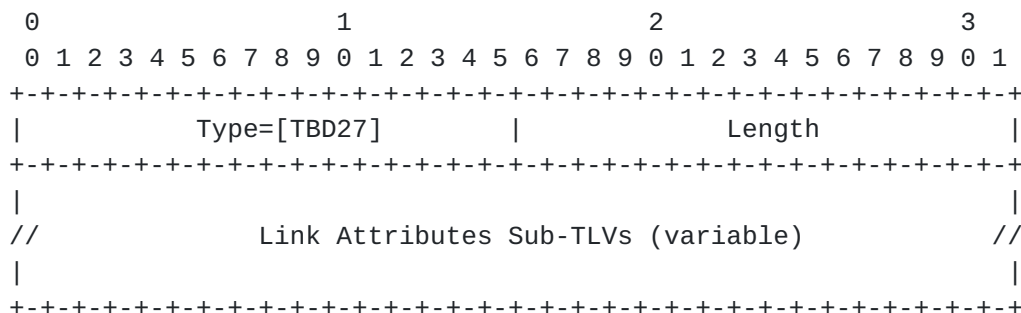 0                   1                   2                   3
 0 1 2 3 4 5 6 7 8 9 0 1 2 3 4 5 6 7 8 9 0 1 2 3 4 5 6 7 8 9 0 1
+-+-+-+-+-+-+-+-+-+-+-+-+-+-+-+-+-+-+-+-+-+-+-+-+-+-+-+-+-+-+-+-+
|           Type=[TBD27]        |             Length            |
+-+-+-+-+-+-+-+-+-+-+-+-+-+-+-+-+-+-+-+-+-+-+-+-+-+-+-+-+-+-+-+-+
|                                                               |
//              Link Attributes Sub-TLVs (variable)            //
|                                                               |
+-+-+-+-+-+-+-+-+-+-+-+-+-+-+-+-+-+-+-+-+-+-+-+-+-+-+-+-+-+-+-+-+